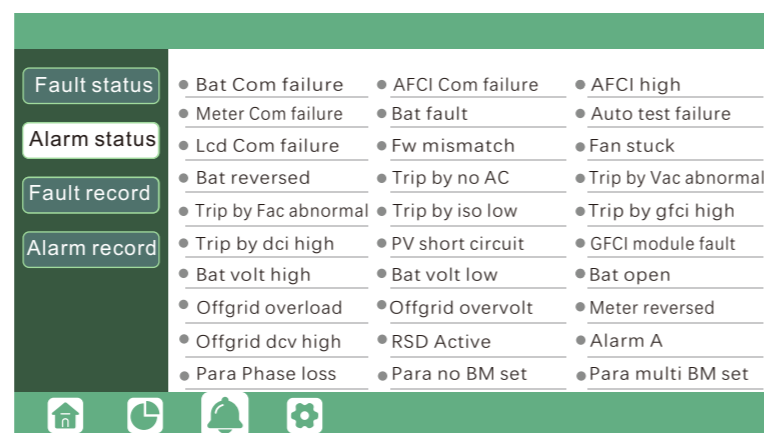 Fault status
Alarm status
Fault record
Alarm record
Bat Com failure AFCI Com failure AFCI high
Meter Com failure Bat fault Auto test failure
Lcd Com failure Fw mismatch Fan stuck
Bat reversed Trip by no AC Trip by Vac abnormal
Trip by Fac abnormal Trip by iso low Trip by gfci high
Trip by dci high PV short circuit GFCI module fault
Bat volt high Bat volt low Bat open
Offgrid overload Offgrid overvolt Meter reversed
Offgrid dcv high RSD Active Alarm A
Para Phase loss Para no BM set Para multi BM set